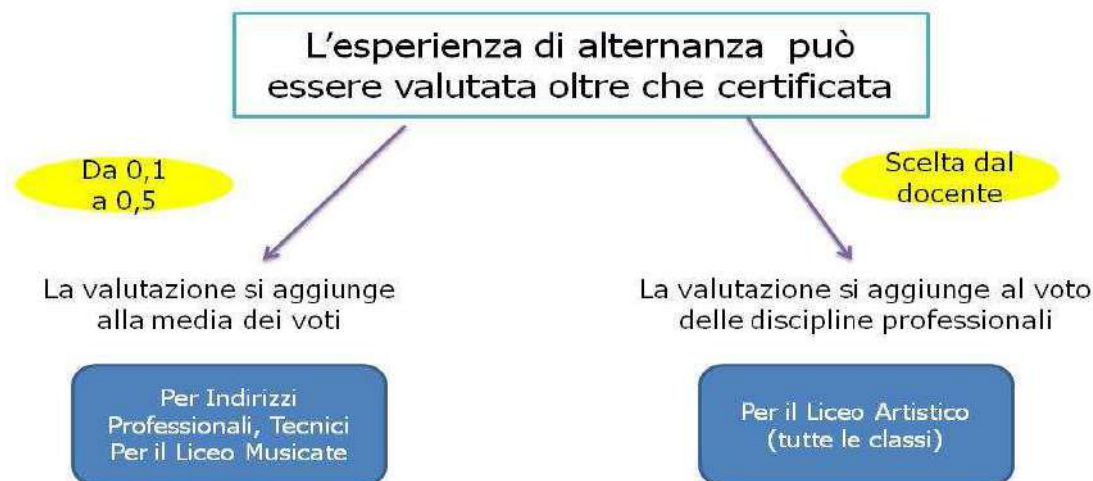 L'esperienza di alternanza può
essere valutata oltre che certificata
Da 0,1
a 0,5
Scelta dal
docente
La valutazione si aggiunge
alla media dei voti
La valutazione si aggiunge al voto
delle discipline professionali
Per Indirizzi
Professionali, Tecnici
Per il Liceo Musicate
Per il Liceo Artistico
(tutte le classi)